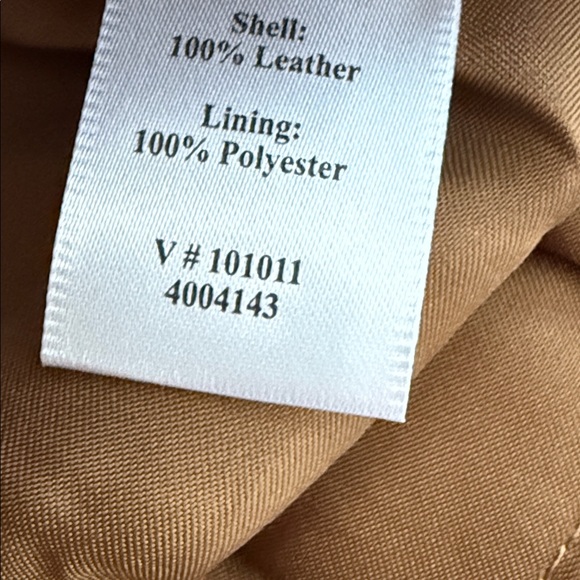 Shell:
100% Leather
Lining:
100% Polyester
V # 101011
4004143